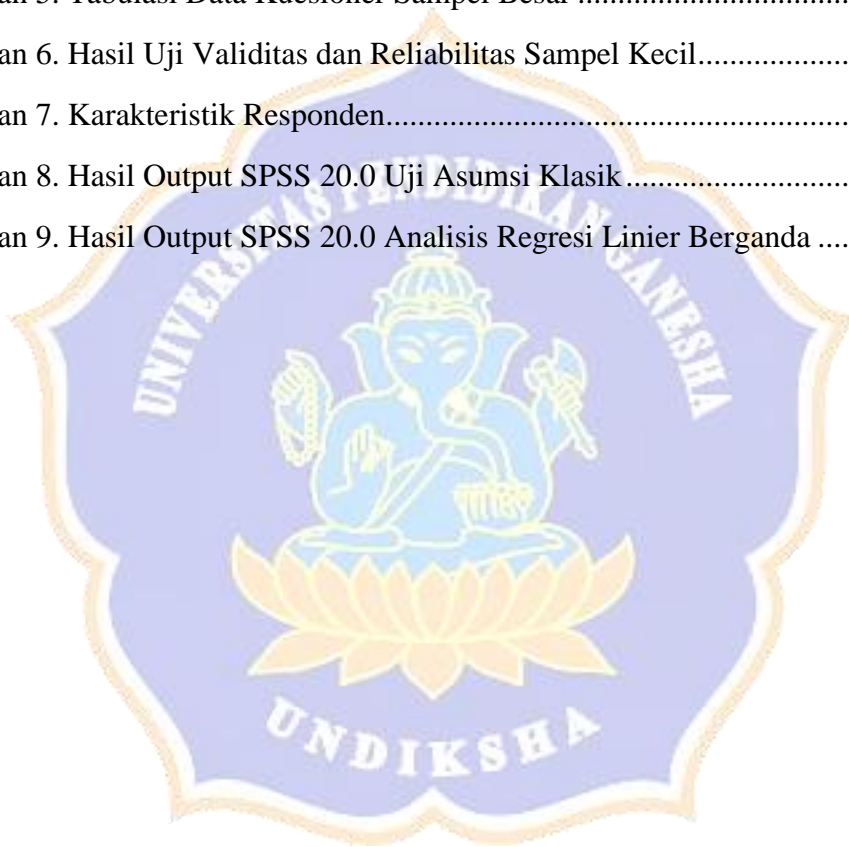 an 5. Tabulasi Data Kuesioner Sampel Besar ..................................
an 6. Hasil Uji Validitas dan Reliabilitas Sampel Kecil...................
an 7. Karakteristik Responden.........................................................
an 8. Hasil Output SPSS 20.0 Uji Asumsi Klasik ...........................
an 9. Hasil Output SPSS 20.0 Analisis Regresi Linier Berganda ....
UNIVERSITAS PENDIDIKAN GANESHA
UNDIKSHA